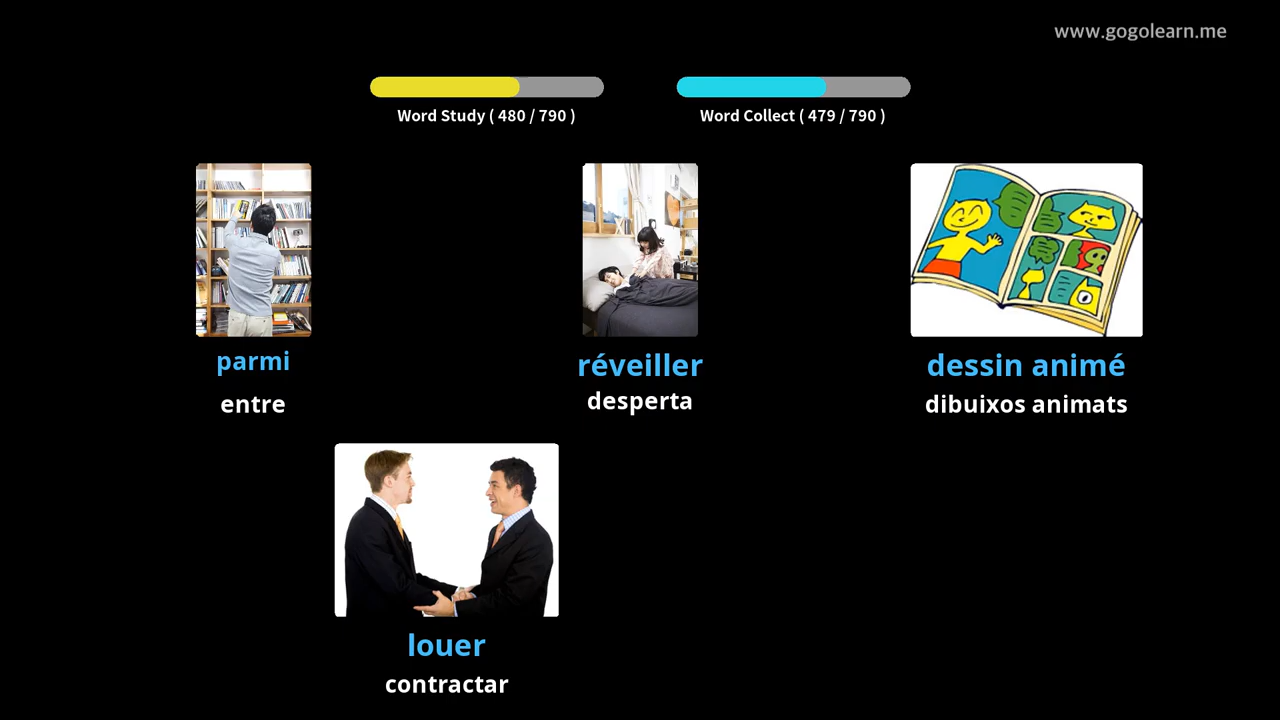 www.gogolearn.me
Word Study ( 480 / 790 )
Word Collect ( 479 / 790 )
parmi
entre
réveiller
desperta
dessin animé
dibuixos animats
louer
contractar